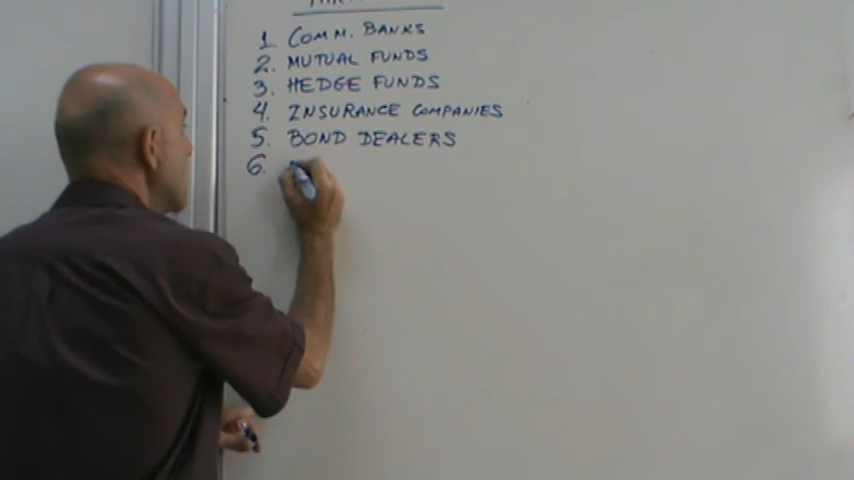 1. COMM. BANKS
2. MUTUAL FUNDS
3. HEDGE FUNDS
4. INSURANCE COMPANIES
5. BOND DEALERS
6.